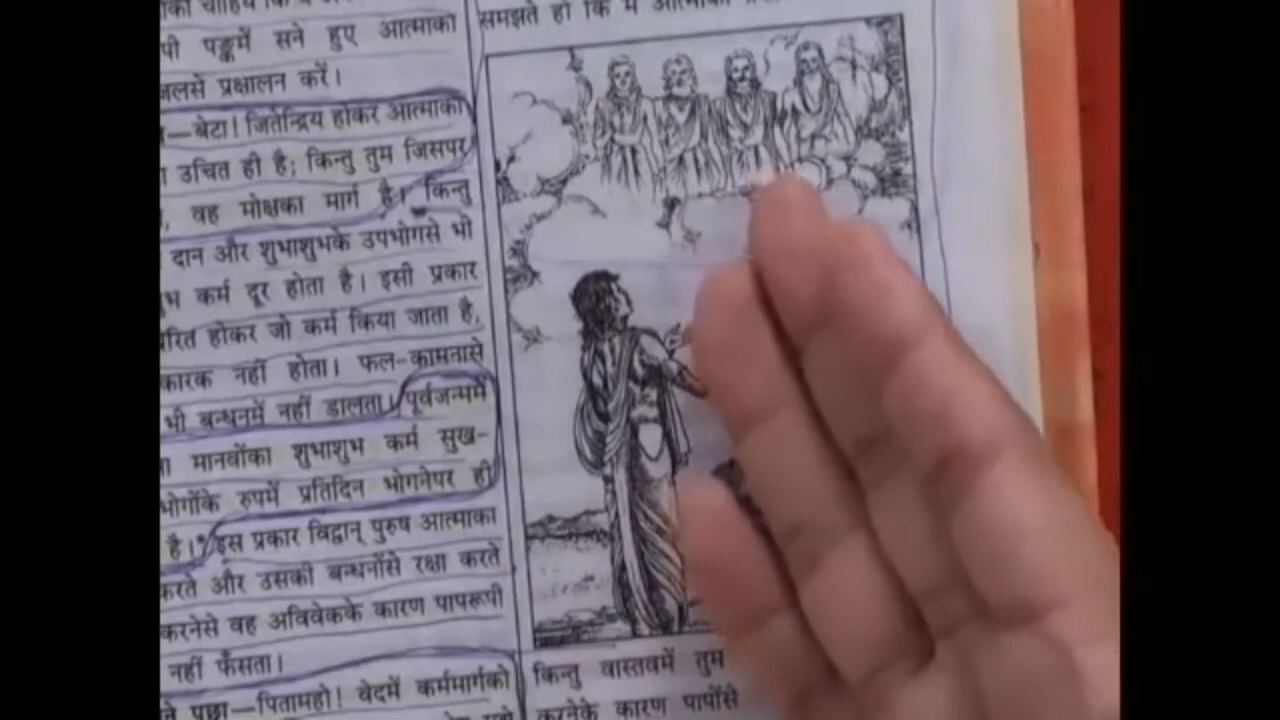 पी पङ्कमें सने हुए आत्माका
जलसे प्रक्षालन करें।
—बेटा! जितेन्द्रिय होकर आत्माका
उचित ही है; किन्तु तुम जिसपर
वह मोक्षका मार्ग है। किन्तु
दान और शुभाशुभके उपभोगसे भी
भ कर्म दूर होता है। इसी प्रकार
रित होकर जो कर्म किया जाता है,
कारक नहीं होता। फल-कामनासे
भी बन्धनमें नहीं डालता। पूर्वजन्ममें
मानवोंका शुभाशुभ कर्म सुख-
भोगोंके रुपमें प्रतिदिन भोगनेपर ही
है। इस प्रकार विद्वान् पुरुष आत्माका
करते और उसकी बन्धनोंसे रक्षा करते
करनेसे वह अविवेकके कारण पापरूपी
नहीं फँसता।
पूछा—पितामहो! वेदमें कर्ममार्गको
समझते हो कि मैं आत्माका
किन्तु वास्तवमें तुम
करनेके कारण पापोंसे